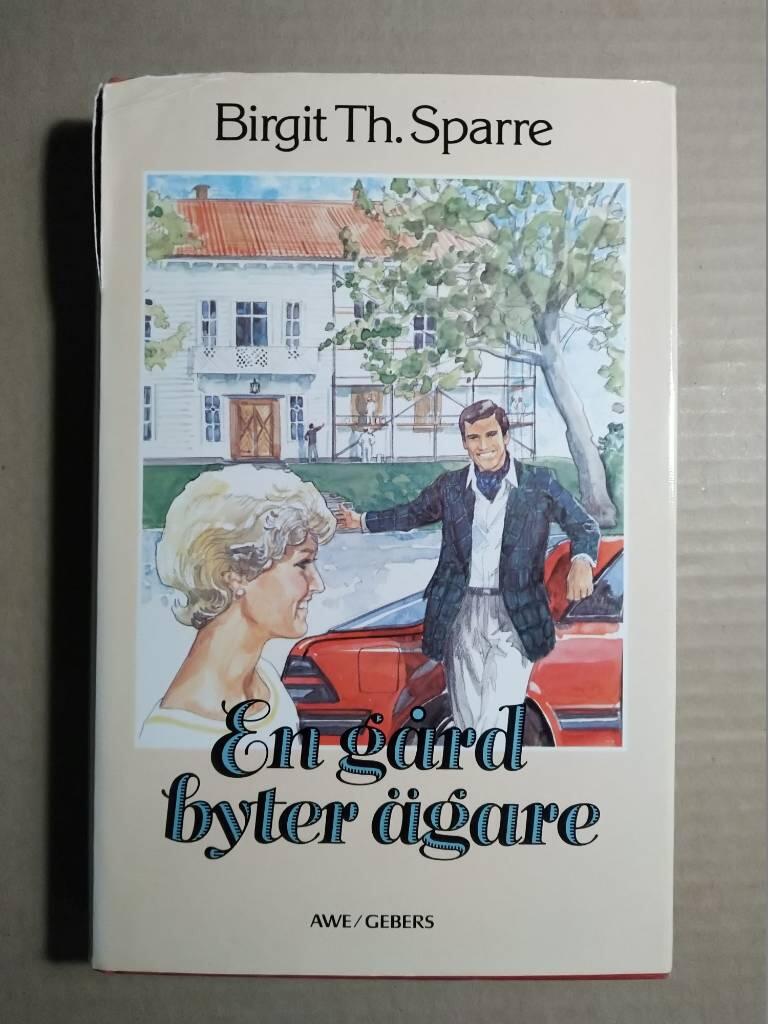 Birgit Th. Sparre
En gård
byter ägare
AWE/GEBERS